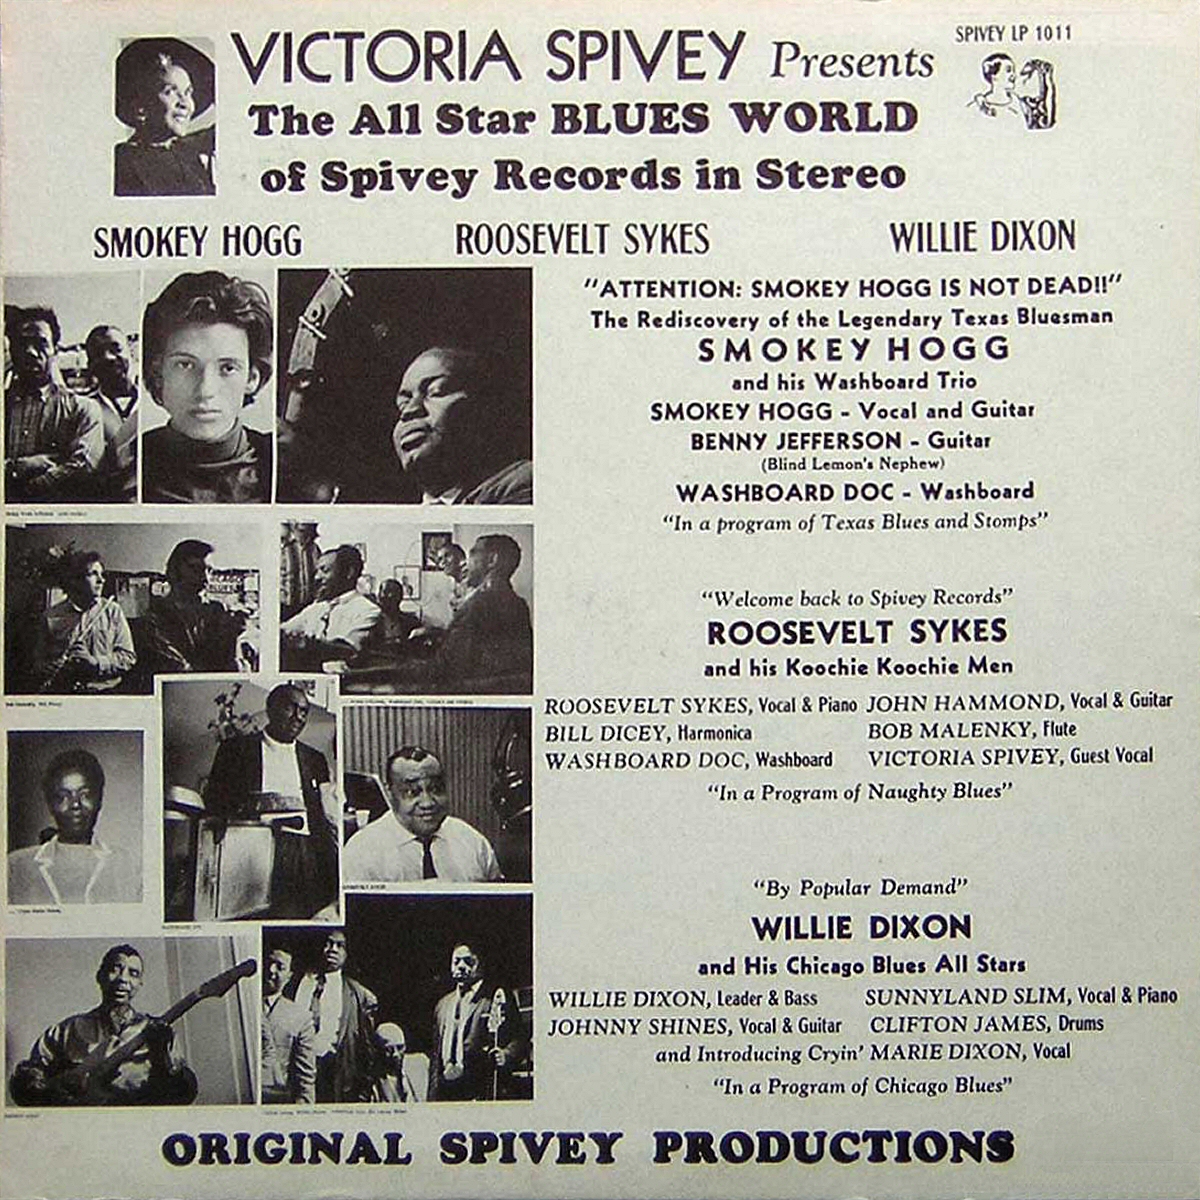 VICTORIA SPIVEY Presents
SPIVEY LP 1011
The All Star BLUES WORLD
of Spivey Records in Stereo
SMOKEY HOGG ROOSEVELT SYKES WILLIE DIXON
"ATTENTION: SMOKEY HOGG IS NOT DEAD!!"
The Rediscovery of the Legendary Texas Bluesman
SMOKEY HOGG
and his Washboard Trio
SMOKEY HOGG - Vocal and Guitar
BENNY JEFFERSON - Guitar
(Blind Lemon's Nephew)
WASHBOARD DOC - Washboard
"In a program of Texas Blues and Stomps"
"Welcome back to Spivey Records"
ROOSEVELT SYKES
and his Koochie Koochie Men
ROOSEVELT SYKES, Vocal & Piano JOHN HAMMOND, Vocal & Guitar
BILL DICEY, Harmonica BOB MALENKY, Flute
WASHBOARD DOC, Washboard VICTORIA SPIVEY, Guest Vocal
"In a Program of Naughty Blues"
"By Popular Demand"
WILLIE DIXON
and His Chicago Blues All Stars
WILLIE DIXON, Leader & Bass SUNNYLAND SLIM, Vocal & Piano
JOHNNY SHINES, Vocal & Guitar CLIFTON JAMES, Drums
and Introducing Cryin' MARIE DIXON, Vocal
"In a Program of Chicago Blues"
ORIGINAL SPIVEY PRODUCTIONS